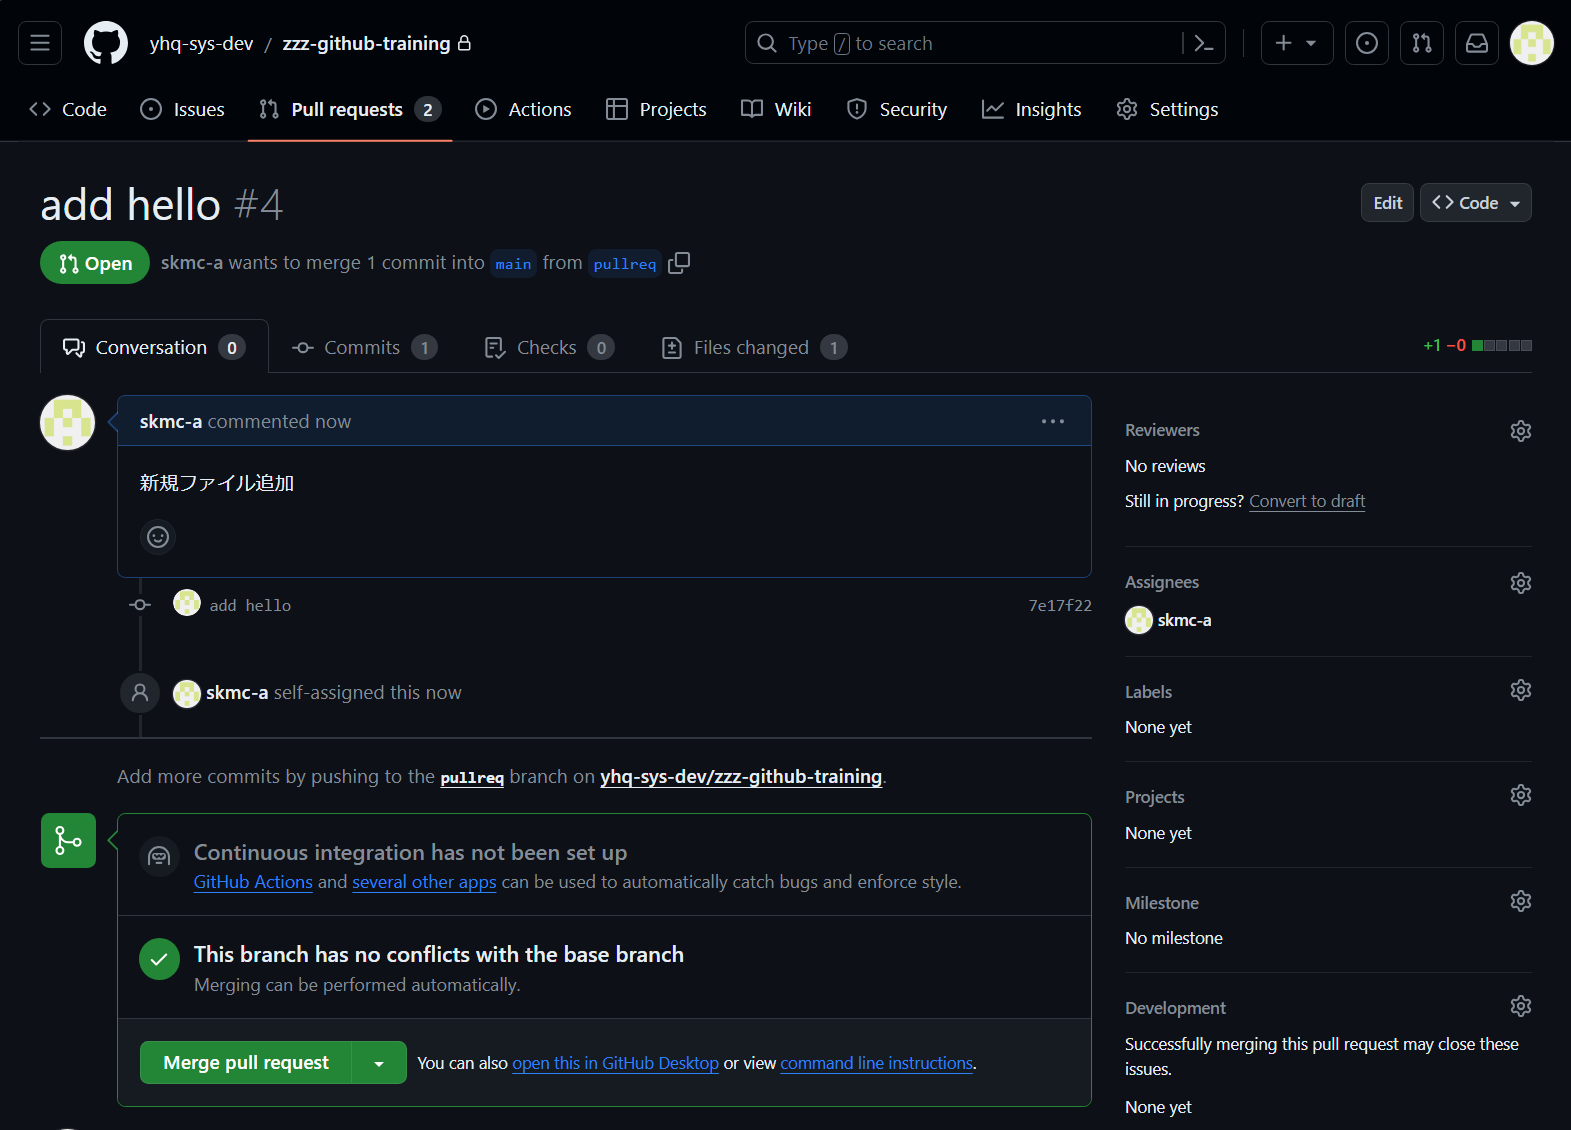 yhq-sys-dev / zzz-github-training
Type / to search
Code
Issues
Pull requests 2
Actions
Projects
Wiki
Security
Insights
Settings
add hello #4
Edit
<> Code
Open
skmc-a wants to merge 1 commit into main from pullreq
Conversation 0
Commits 1
Checks 0
Files changed 1
+1 −0
skmc-a commented now
新規ファイル追加
add hello
7e17f22
skmc-a self-assigned this now
Add more commits by pushing to the pullreq branch on yhq-sys-dev/zzz-github-training.
Continuous integration has not been set up
GitHub Actions and several other apps can be used to automatically catch bugs and enforce style.
This branch has no conflicts with the base branch
Merging can be performed automatically.
Merge pull request
You can also open this in GitHub Desktop or view command line instructions.
Reviewers
No reviews
Still in progress? Convert to draft
Assignees
skmc-a
Labels
None yet
Projects
None yet
Milestone
No milestone
Development
Successfully merging this pull request may close these
issues.
None yet